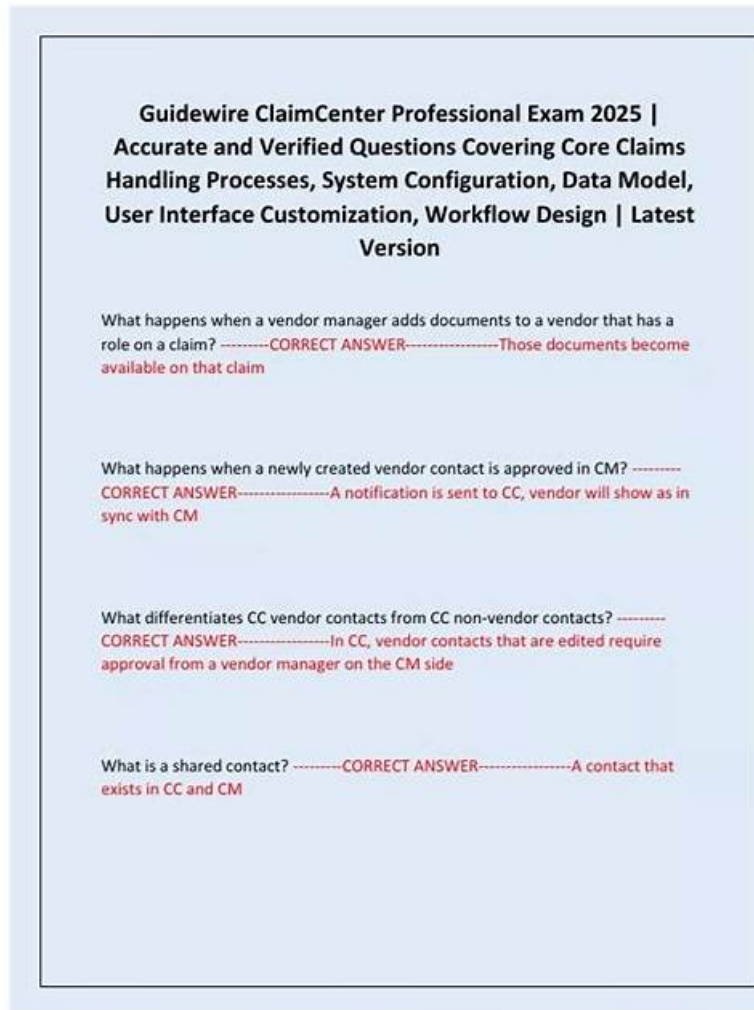 Guidewire ClaimCenter Professional Exam 2025 |
Accurate and Verified Questions Covering Core Claims
Handling Processes, System Configuration, Data Model,
User Interface Customization, Workflow Design | Latest
Version
What happens when a vendor manager adds documents to a vendor that has a
role on a claim? ---------CORRECT ANSWER-----------------Those documents become
available on that claim
What happens when a newly created vendor contact is approved in CM? ---------
CORRECT ANSWER-----------------A notification is sent to CC, vendor will show as in
sync with CM
What differentiates CC vendor contacts from CC non-vendor contacts? ---------
CORRECT ANSWER-----------------In CC, vendor contacts that are edited require
approval from a vendor manager on the CM side
What is a shared contact? ---------CORRECT ANSWER-----------------A contact that
exists in CC and CM